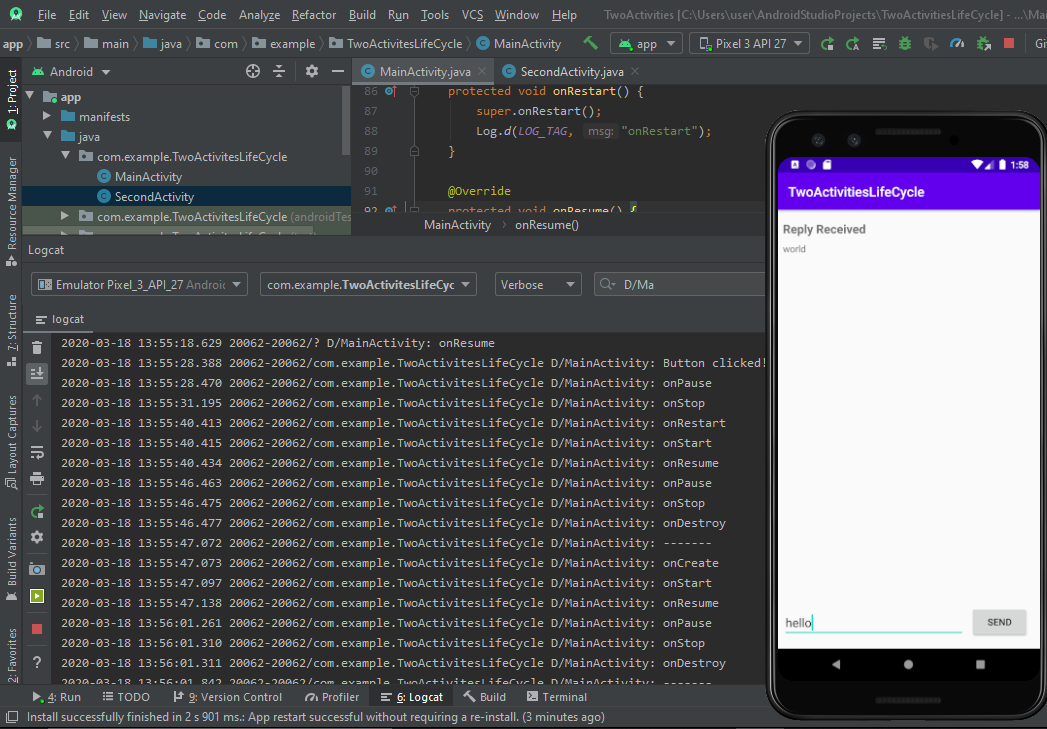 File Edit View Navigate Code Analyze Refactor Build Run Tools VCS Window Help TwoActivities [C:\Users\user\AndroidStudioProjects\TwoActivitiesLifeCycle] - ...\Mai
app src main java com example TwoActivitesLifeCycle MainActivity app Pixel 3 API 27 Gi
1: Project
Resource Manager
7: Structure
Layout Captures
Build Variants
2: Favorites
Android
app
manifests
java
com.example.TwoActivitesLifeCycle
MainActivity
SecondActivity
com.example.TwoActivitesLifeCycle (androidTes
MainActivity.java SecondActivity.java
86 protected void onRestart() {
87 super.onRestart();
88 Log.d(LOG_TAG, msg: "onRestart");
89 }
90
91 @Override
92 protected void onResume() {
MainActivity onResume()
Logcat
Emulator Pixel_3_API_27 Androic com.example.TwoActivitesLifeCyc Verbose D/Ma
logcat
2020-03-18 13:55:18.629 20062-20062/? D/MainActivity: onResume
2020-03-18 13:55:28.388 20062-20062/com.example.TwoActivitesLifeCycle D/MainActivity: Button clicked!
2020-03-18 13:55:28.470 20062-20062/com.example.TwoActivitesLifeCycle D/MainActivity: onPause
2020-03-18 13:55:31.195 20062-20062/com.example.TwoActivitesLifeCycle D/MainActivity: onStop
2020-03-18 13:55:40.413 20062-20062/com.example.TwoActivitesLifeCycle D/MainActivity: onRestart
2020-03-18 13:55:40.415 20062-20062/com.example.TwoActivitesLifeCycle D/MainActivity: onStart
2020-03-18 13:55:40.434 20062-20062/com.example.TwoActivitesLifeCycle D/MainActivity: onResume
2020-03-18 13:55:46.463 20062-20062/com.example.TwoActivitesLifeCycle D/MainActivity: onPause
2020-03-18 13:55:46.475 20062-20062/com.example.TwoActivitesLifeCycle D/MainActivity: onStop
2020-03-18 13:55:46.477 20062-20062/com.example.TwoActivitesLifeCycle D/MainActivity: onDestroy
2020-03-18 13:55:47.072 20062-20062/com.example.TwoActivitesLifeCycle D/MainActivity: -------
2020-03-18 13:55:47.073 20062-20062/com.example.TwoActivitesLifeCycle D/MainActivity: onCreate
2020-03-18 13:55:47.097 20062-20062/com.example.TwoActivitesLifeCycle D/MainActivity: onStart
2020-03-18 13:55:47.138 20062-20062/com.example.TwoActivitesLifeCycle D/MainActivity: onResume
2020-03-18 13:56:01.261 20062-20062/com.example.TwoActivitesLifeCycle D/MainActivity: onPause
2020-03-18 13:56:01.310 20062-20062/com.example.TwoActivitesLifeCycle D/MainActivity: onStop
2020-03-18 13:56:01.311 20062-20062/com.example.TwoActivitesLifeCycle D/MainActivity: onDestroy
2020-03-18 13:56:01.842 20062-20062/com.example.TwoActivitesLifeCycle D/MainActivity: -------
4: Run TODO 9: Version Control Profiler 6: Logcat Build Terminal
Install successfully finished in 2 s 901 ms.: App restart successful without requiring a re-install. (3 minutes ago)
1:58
TwoActivitiesLifeCycle
Reply Received
world
hello
SEND